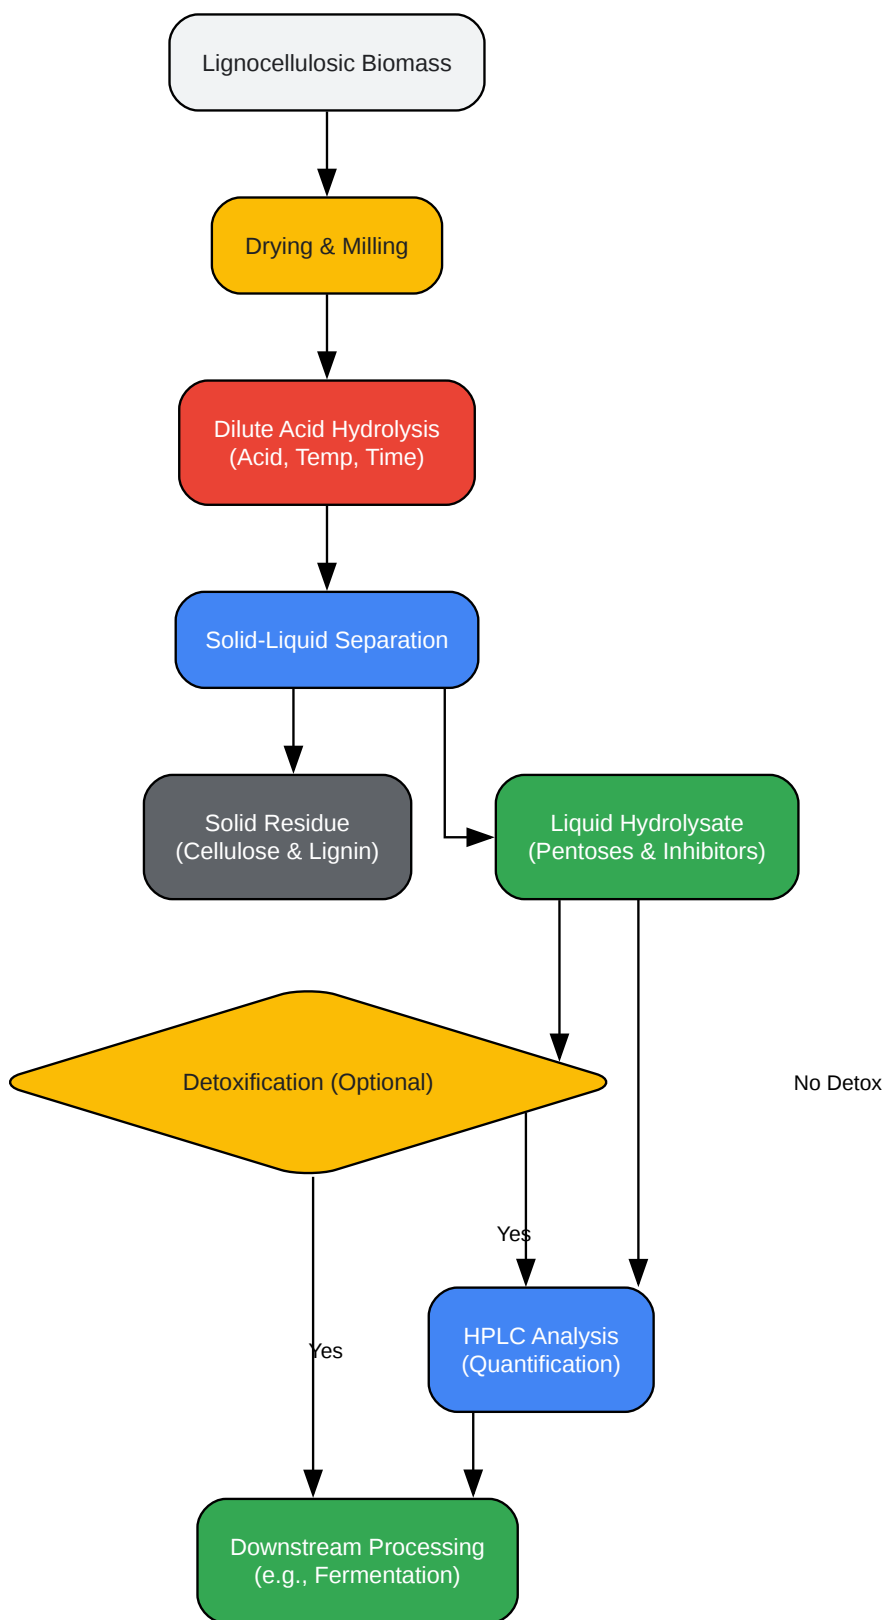 Lignocellulosic Biomass
Drying & Milling
Dilute Acid Hydrolysis
(Acid, Temp, Time)
Solid-Liquid Separation
Solid Residue
(Cellulose & Lignin)
Liquid Hydrolysate
(Pentoses & Inhibitors)
Detoxification (Optional)
No Detox
Yes
HPLC Analysis
(Quantification)
Yes
Downstream Processing
(e.g., Fermentation)